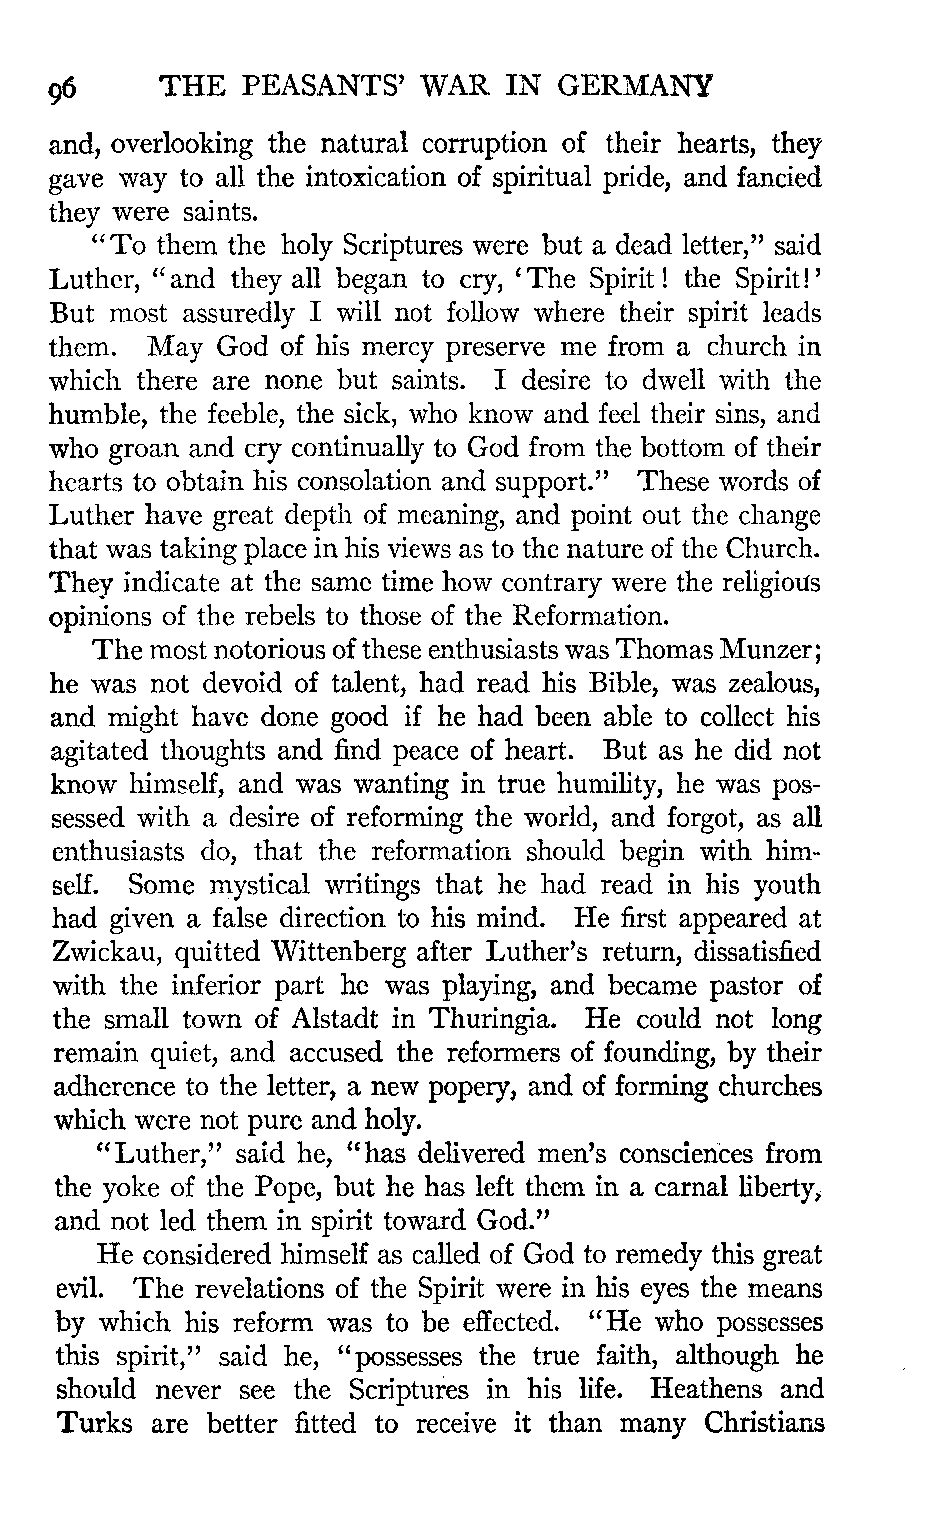 96 THE PEASANTS' WAR IN GERMANY
and, overlooking the natural corruption of their hearts, they
gave way to all the intoxication of spiritual pride, and fancied
they were saints.
"To them the holy Scriptures were but a dead letter," said
Luther, "and they all began to cry, 'The Spirit! the Spirit!'
But most assuredly I will not follow where their spirit leads
them. May God of his mercy preserve me from a church in
which there are none but saints. I desire to dwell with the
humble, the feeble, the sick, who know and feel their sins, and
who groan and cry continually to God from the bottom of their
hearts to obtain his consolation and support." These words of
Luther have great depth of meaning, and point out the change
that was taking place in his views as to the nature of the Church.
They indicate at the same time how contrary were the religious
opinions of the rebels to those of the Reformation.
The most notorious of these enthusiasts was Thomas Munzer;
he was not devoid of talent, had read his Bible, was zealous,
and might have done good if he had been able to collect his
agitated thoughts and find peace of heart. But as he did not
know himself, and was wanting in true humility, he was pos-
sessed with a desire of reforming the world, and forgot, as all
enthusiasts do, that the reformation should begin with him-
self. Some mystical writings that he had read in his youth
had given a false direction to his mind. He first appeared at
Zwickau, quitted Wittenberg after Luther's return, dissatisfied
with the inferior part he was playing, and became pastor of
the small town of Alstadt in Thuringia. He could not long
remain quiet, and accused the reformers of founding, by their
adherence to the letter, a new popery, and of forming churches
which were not pure and holy.
"Luther," said he, "has delivered men's consciences from
the yoke of the Pope, but he has left them in a carnal liberty,
and not led them in spirit toward God."
He considered himself as called of God to remedy this great
evil. The revelations of the Spirit were in his eyes the means
by which his reform was to be effected. "He who possesses
this spirit," said he, "possesses the true faith, although he
should never see the Scriptures in his life. Heathens and
Turks are better fitted to receive it than many Christians